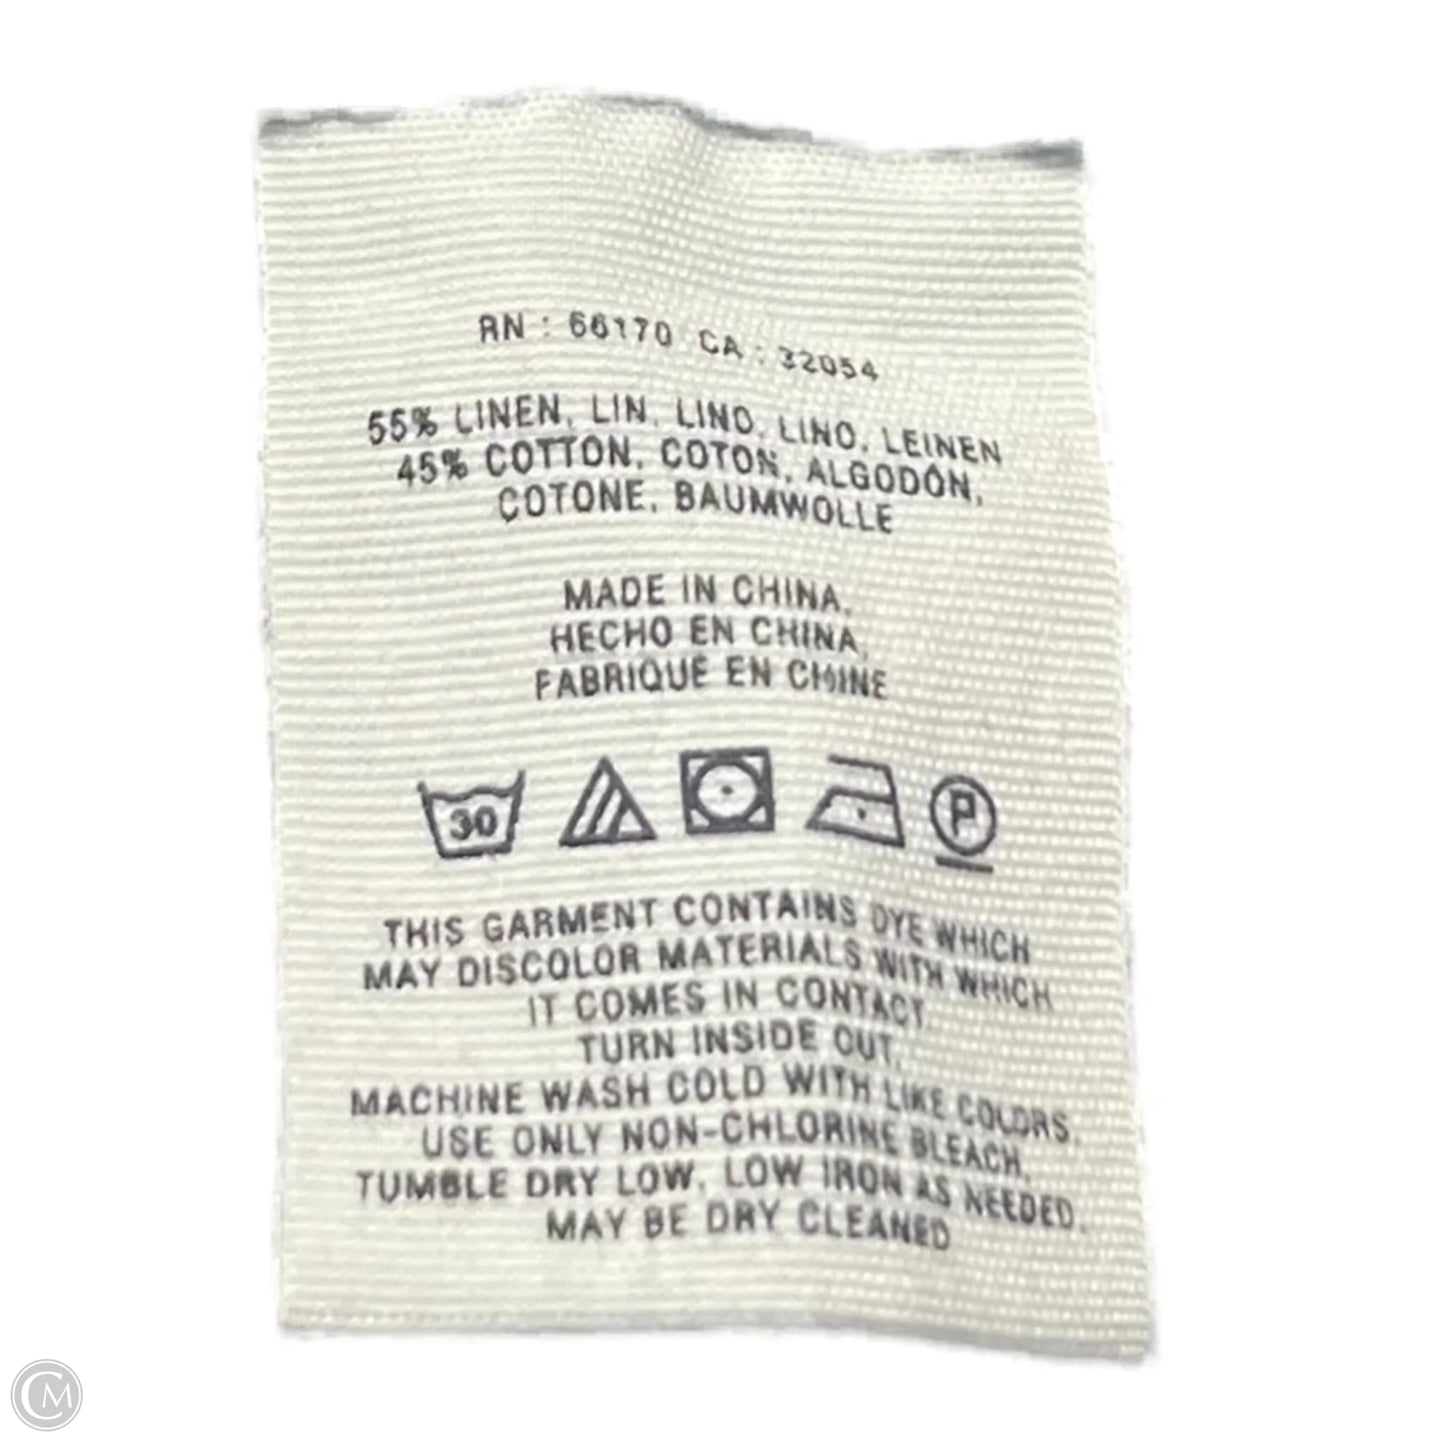 RN : 66170 CA : 32054
55% LINEN, LIN, LINO, LINO, LEINEN
45% COTTON, COTON, ALGODÓN,
COTONE, BAUMWOLLE
MADE IN CHINA,
HECHO EN CHINA,
FABRIQUÉ EN CHINE
30
P
THIS GARMENT CONTAINS DYE WHICH
MAY DISCOLOR MATERIALS WITH WHICH
IT COMES IN CONTACT.
TURN INSIDE OUT,
MACHINE WASH COLD WITH LIKE COLORS.
USE ONLY NON-CHLORINE BLEACH.
TUMBLE DRY LOW. LOW IRON AS NEEDED.
MAY BE DRY CLEANED
CM